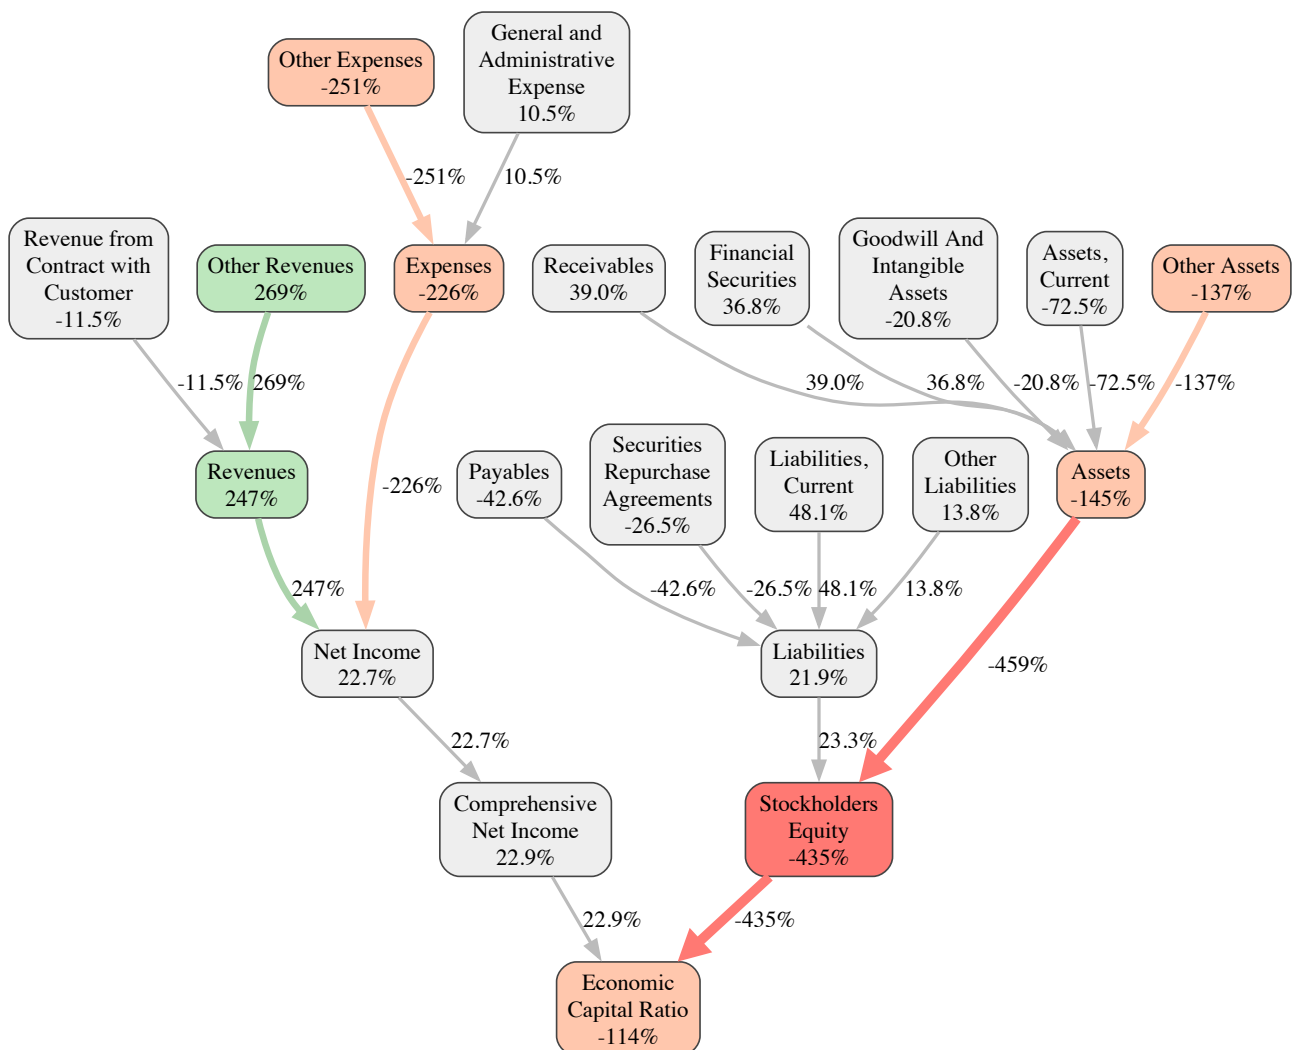 Other Expenses
-251%
General and
Administrative
Expense
10.5%
-251%
10.5%
Revenue from
Contract with
Customer
-11.5%
Other Revenues
269%
Expenses
-226%
Receivables
39.0%
Financial
Securities
36.8%
Goodwill And
Intangible
Assets
-20.8%
Assets,
Current
-72.5%
Other Assets
-137%
-11.5%
269%
39.0%
36.8%
-20.8%
-72.5%
-137%
Revenues
247%
-226%
Payables
-42.6%
Securities
Repurchase
Agreements
-26.5%
Liabilities,
Current
48.1%
Other
Liabilities
13.8%
Assets
-145%
247%
-42.6%
-26.5%
48.1%
13.8%
Net Income
22.7%
Liabilities
21.9%
-459%
22.7%
23.3%
Comprehensive
Net Income
22.9%
Stockholders
Equity
-435%
22.9%
-435%
Economic
Capital Ratio
-114%